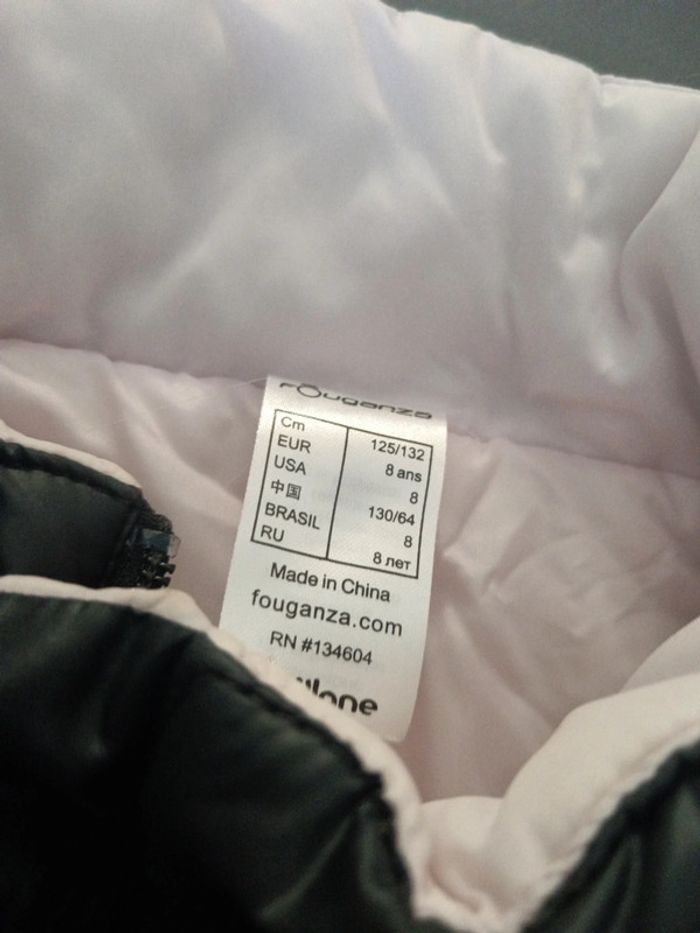 Fouganza
Cm 125/132
EUR 8 ans
USA 8
中国 130/64
BRASIL 8
RU 8 лет
Made in China
fouganza.com
RN #134604